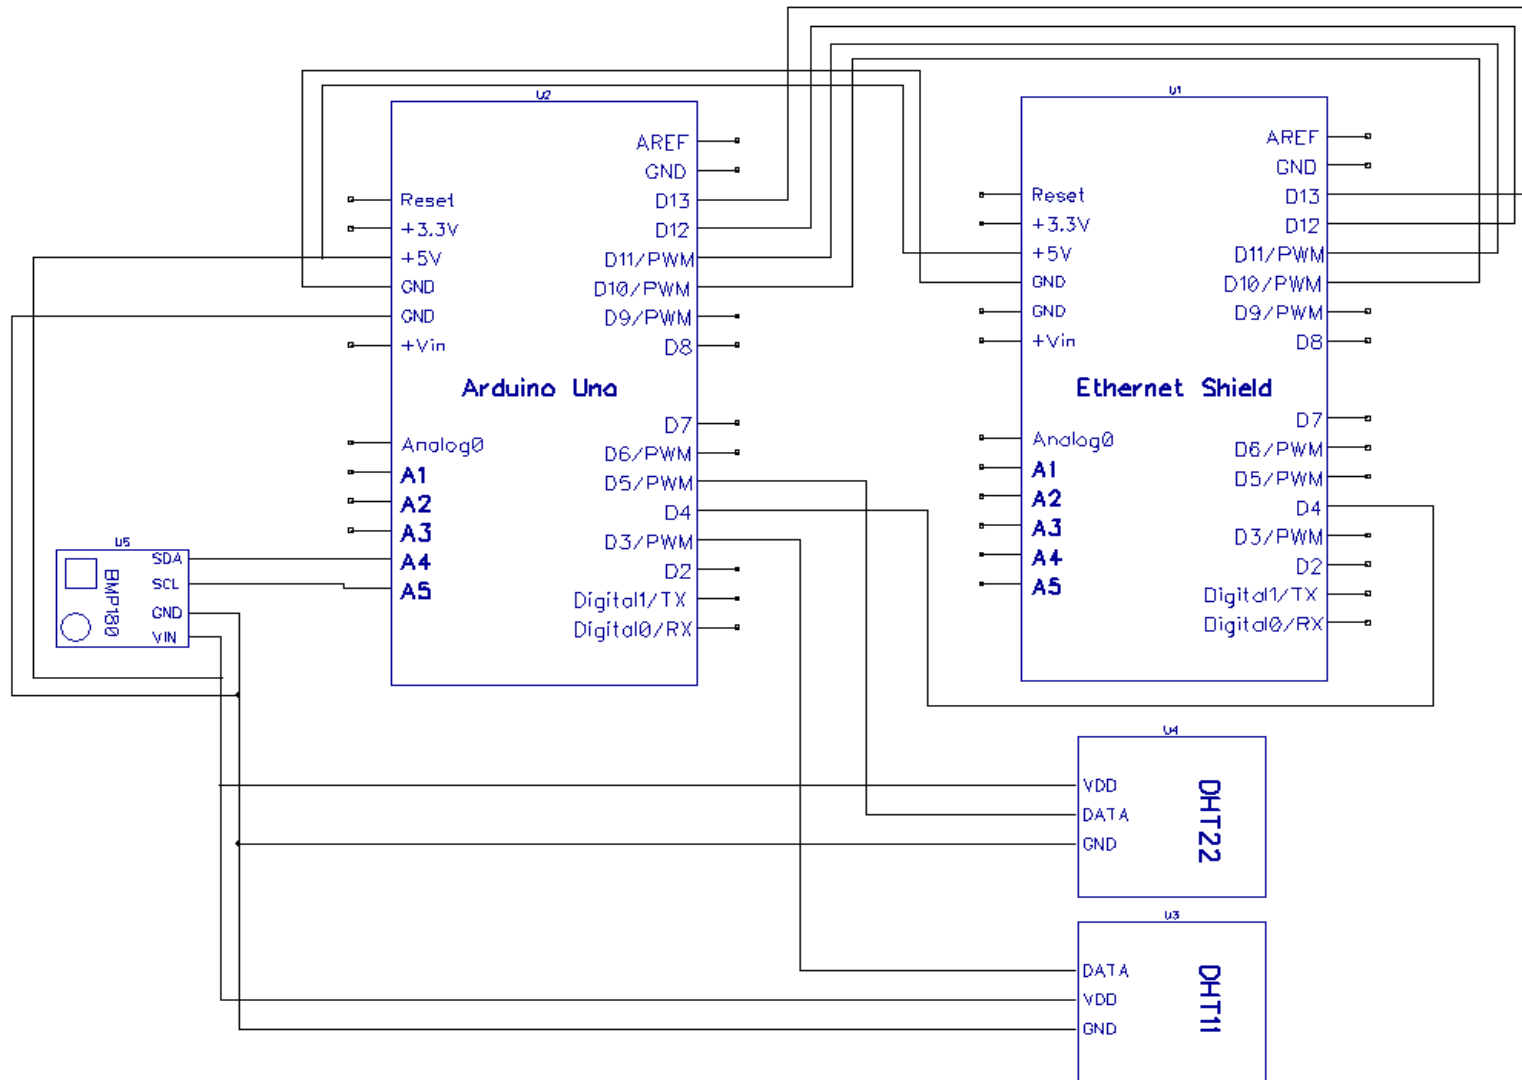 U2
AREF
GND
D13
D12
D11/PWM
D10/PWM
D9/PWM
D8
Reset
+3.3V
+5V
GND
GND
+Vin
Arduino Uno
D7
D6/PWM
D5/PWM
D4
D3/PWM
D2
Digital1/TX
Digital0/RX
Analog0
A1
A2
A3
A4
A5
U1
AREF
GND
D13
D12
D11/PWM
D10/PWM
D9/PWM
D8
Reset
+3.3V
+5V
GND
GND
+Vin
Ethernet Shield
D7
D6/PWM
D5/PWM
D4
D3/PWM
D2
Digital1/TX
Digital0/RX
Analog0
A1
A2
A3
A4
A5
U5
SDA
SCL
GND
VIN
BMP180
U4
VDD
DATA
GND
DHT22
U3
DATA
VDD
GND
DHT11